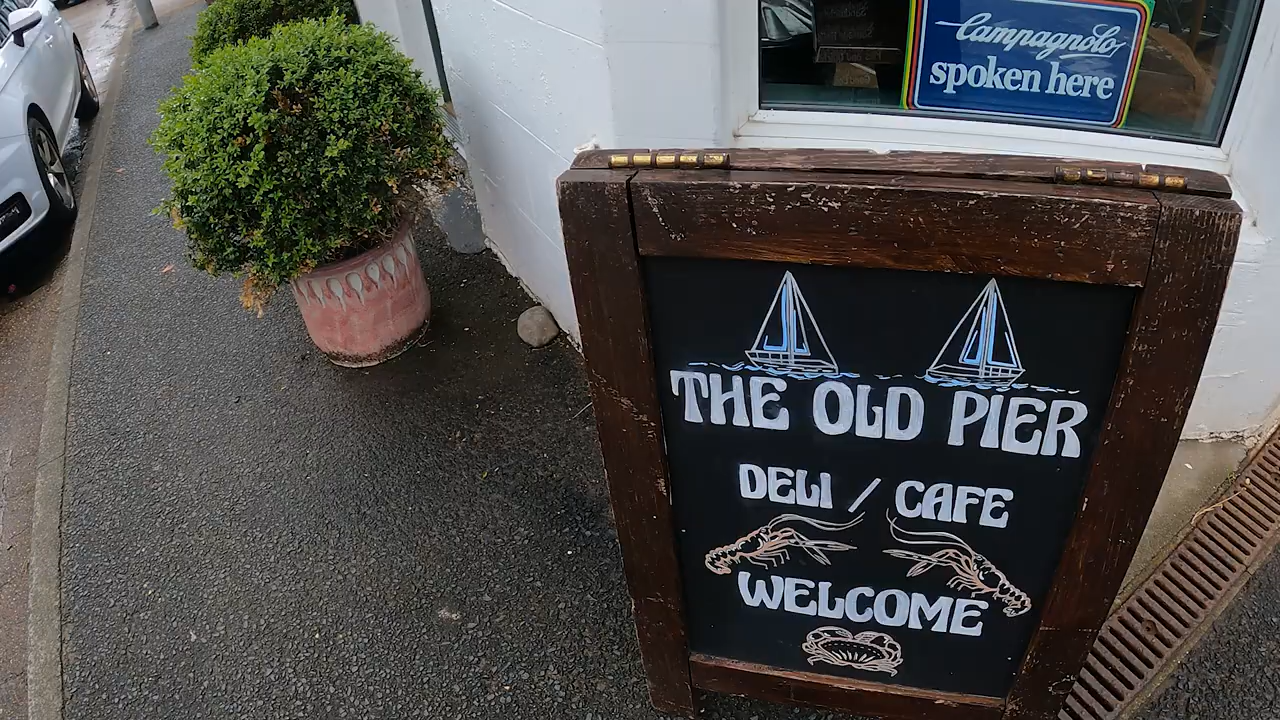 Campagnolo
spoken here
THE OLD PIER
DELI / CAFE
WELCOME